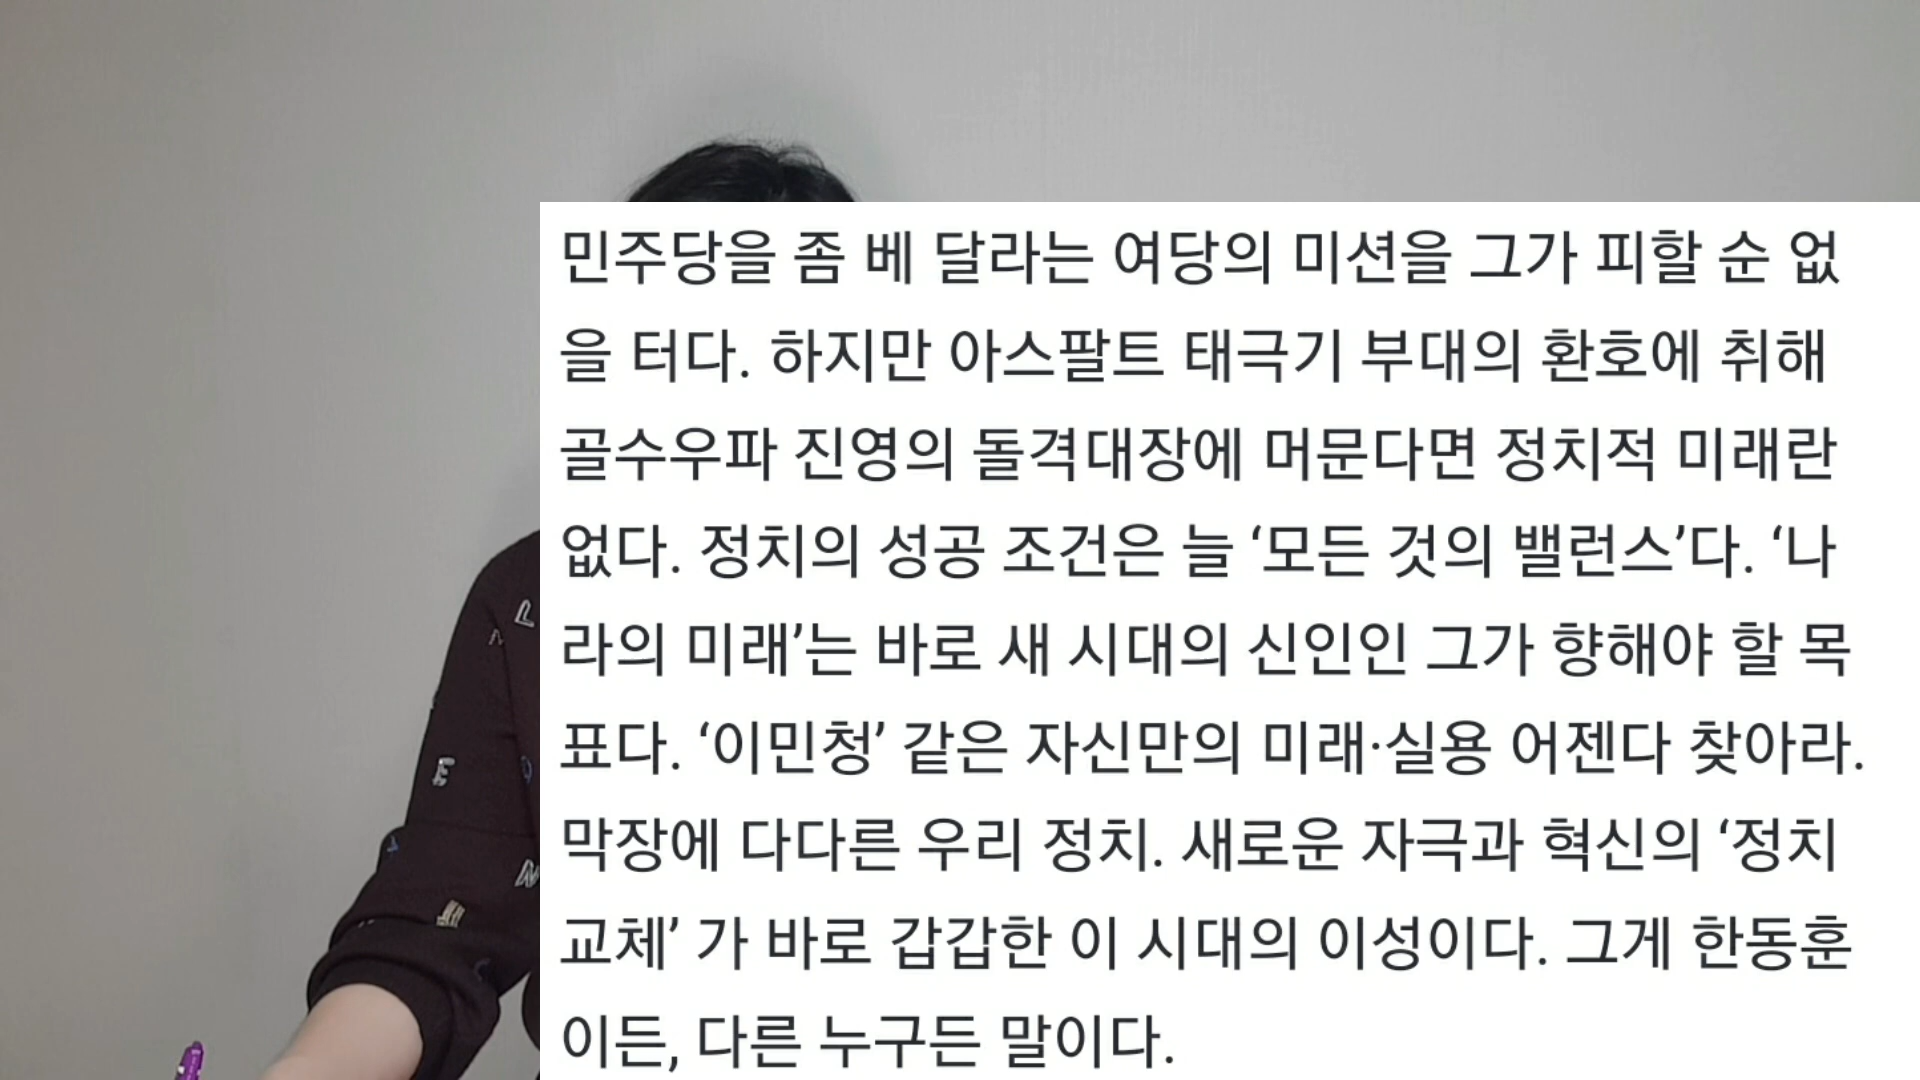 민주당을 좀 베 달라는 여당의 미션을 그가 피할 순 없
을 터다. 하지만 아스팔트 태극기 부대의 환호에 취해
골수우파 진영의 돌격대장에 머문다면 정치적 미래란
없다. 정치의 성공 조건은 늘 ‘모든 것의 밸런스’다. ‘나
라의 미래’는 바로 새 시대의 신인인 그가 향해야 할 목
표다. ‘이민청’ 같은 자신만의 미래·실용 어젠다 찾아라.
막장에 다다른 우리 정치. 새로운 자극과 혁신의 ‘정치
교체’ 가 바로 갑갑한 이 시대의 이성이다. 그게 한동훈
이든, 다른 누구든 말이다.